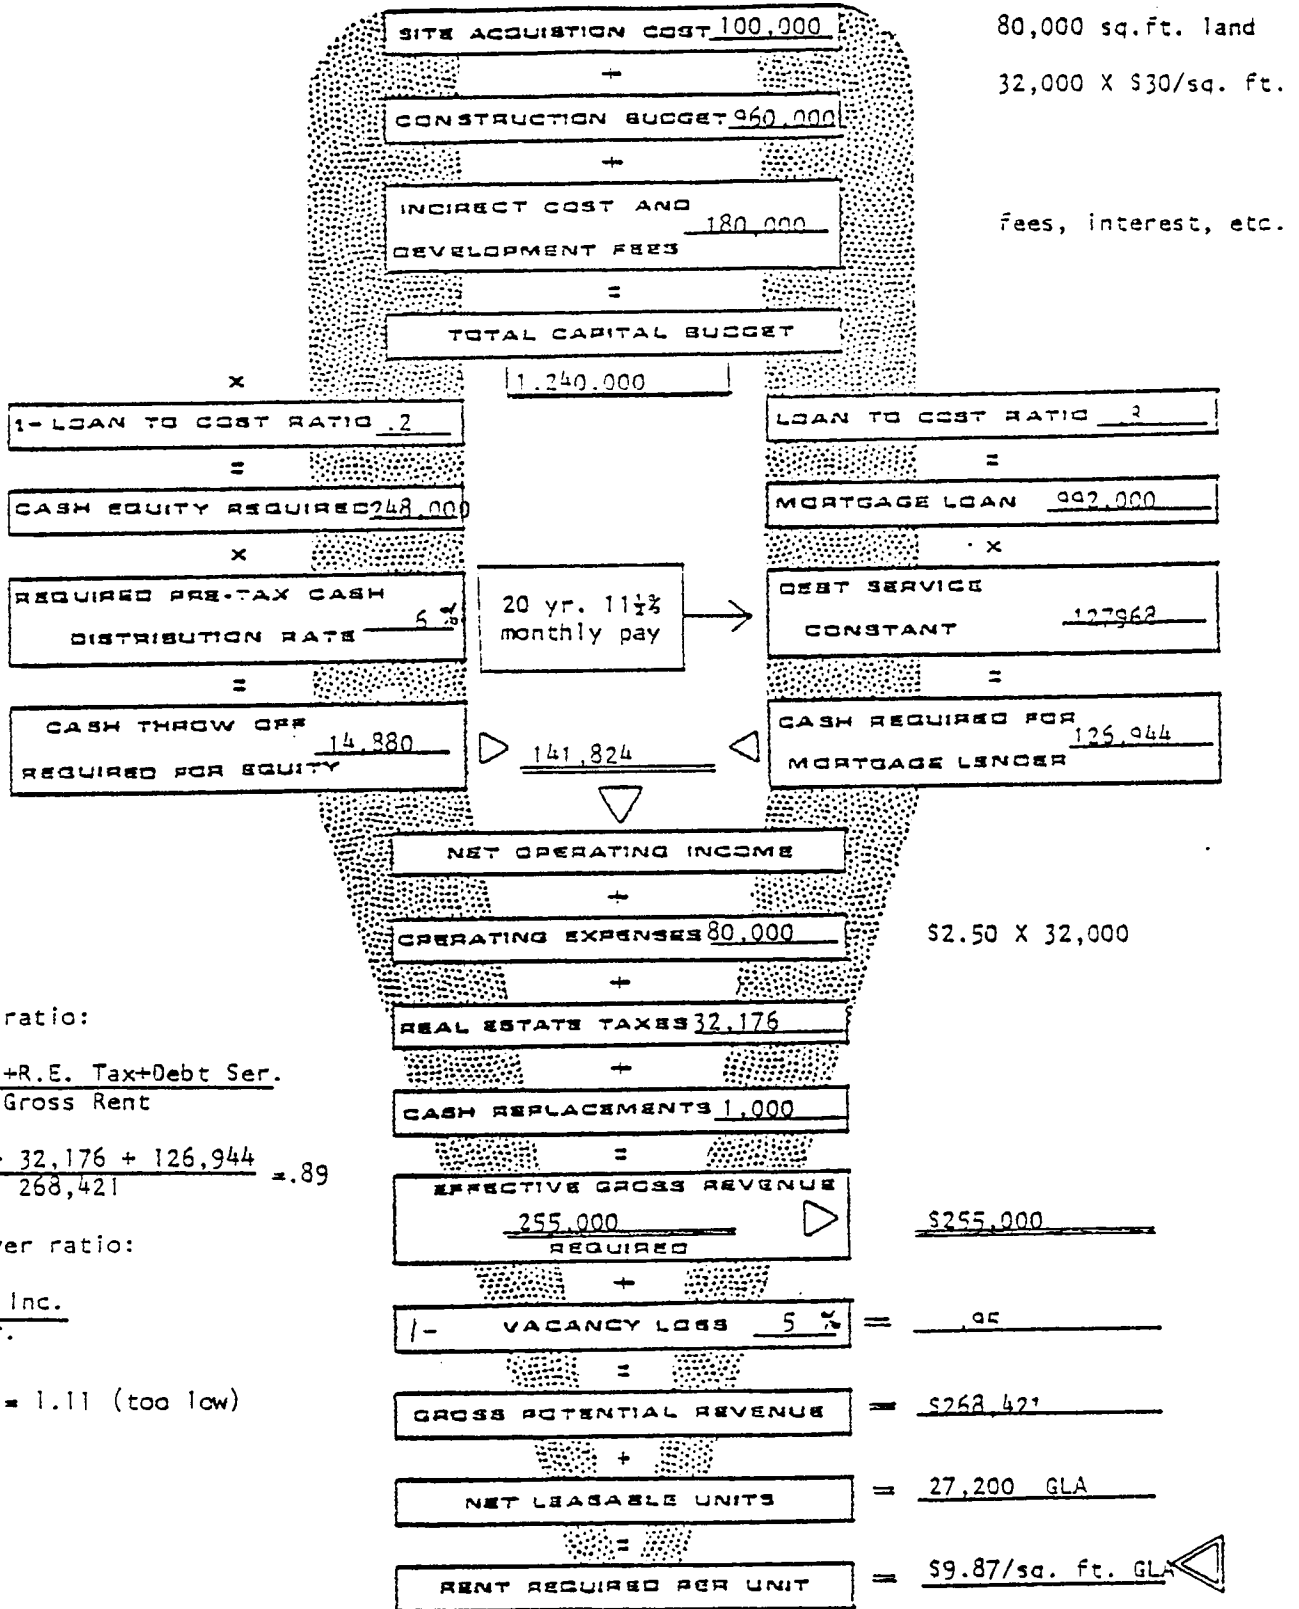 SITE ACQUISTION COST 100,000
80,000 sq.ft. land
+
32,000 X $30/sq. ft.
CONSTRUCTION BUDGET 960,000
+
INDIRECT COST AND
DEVELOPMENT FEES 180,000
fees, interest, etc.
=
TOTAL CAPITAL BUDGET
1,240,000
×
1- LOAN TO COST RATIO .2
=
CASH EQUITY REQUIRED 248,000
×
REQUIRED PRE-TAX CASH
DISTRIBUTION RATE 6 %
=
CASH THROW OFF
REQUIRED FOR EQUITY 14,880
20 yr. 11½%
monthly pay
LOAN TO COST RATIO
=
MORTGAGE LOAN 992,000
×
DEBT SERVICE
CONSTANT .127968
=
CASH REQUIRED FOR
MORTGAGE LENDER 126,944
141,824
NET OPERATING INCOME
+
OPERATING EXPENSES 80,000
$2.50 X 32,000
+
REAL ESTATE TAXES 32,176
+
CASH REPLACEMENTS 1,000
=
EFFECTIVE GROSS REVENUE
255,000
REQUIRED
$255,000
+
1- VACANCY LOSS 5 % = .95
=
GROSS POTENTIAL REVENUE = $268,421
+
NET LEASABLE UNITS = 27,200 GLA
=
RENT REQUIRED PER UNIT = $9.87/sq. ft. GLA
ratio:
+R.E. Tax+Debt Ser.
Gross Rent
32,176 + 126,944
268,421
=.89
ver ratio:
Inc.
= 1.11 (too low)